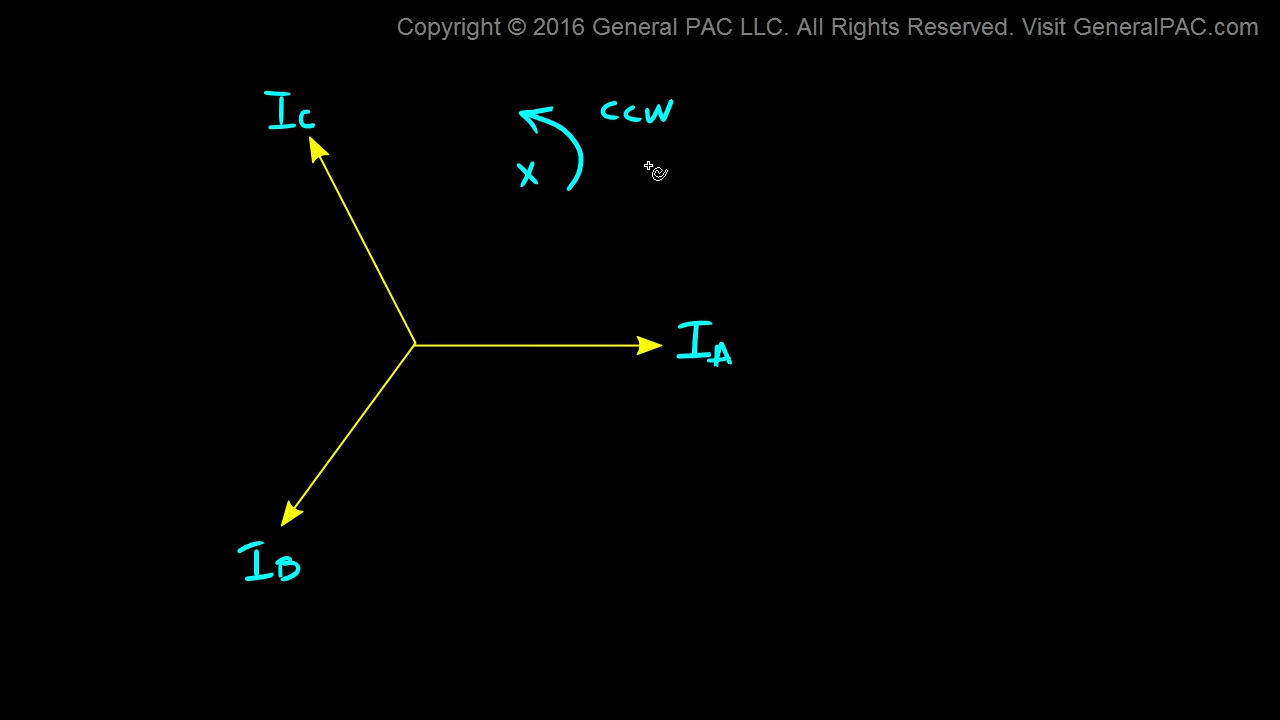 Copyright © 2016 General PAC LLC. All Rights Reserved. Visit GeneralPAC.com
Ic
ccw
x
IA
IB